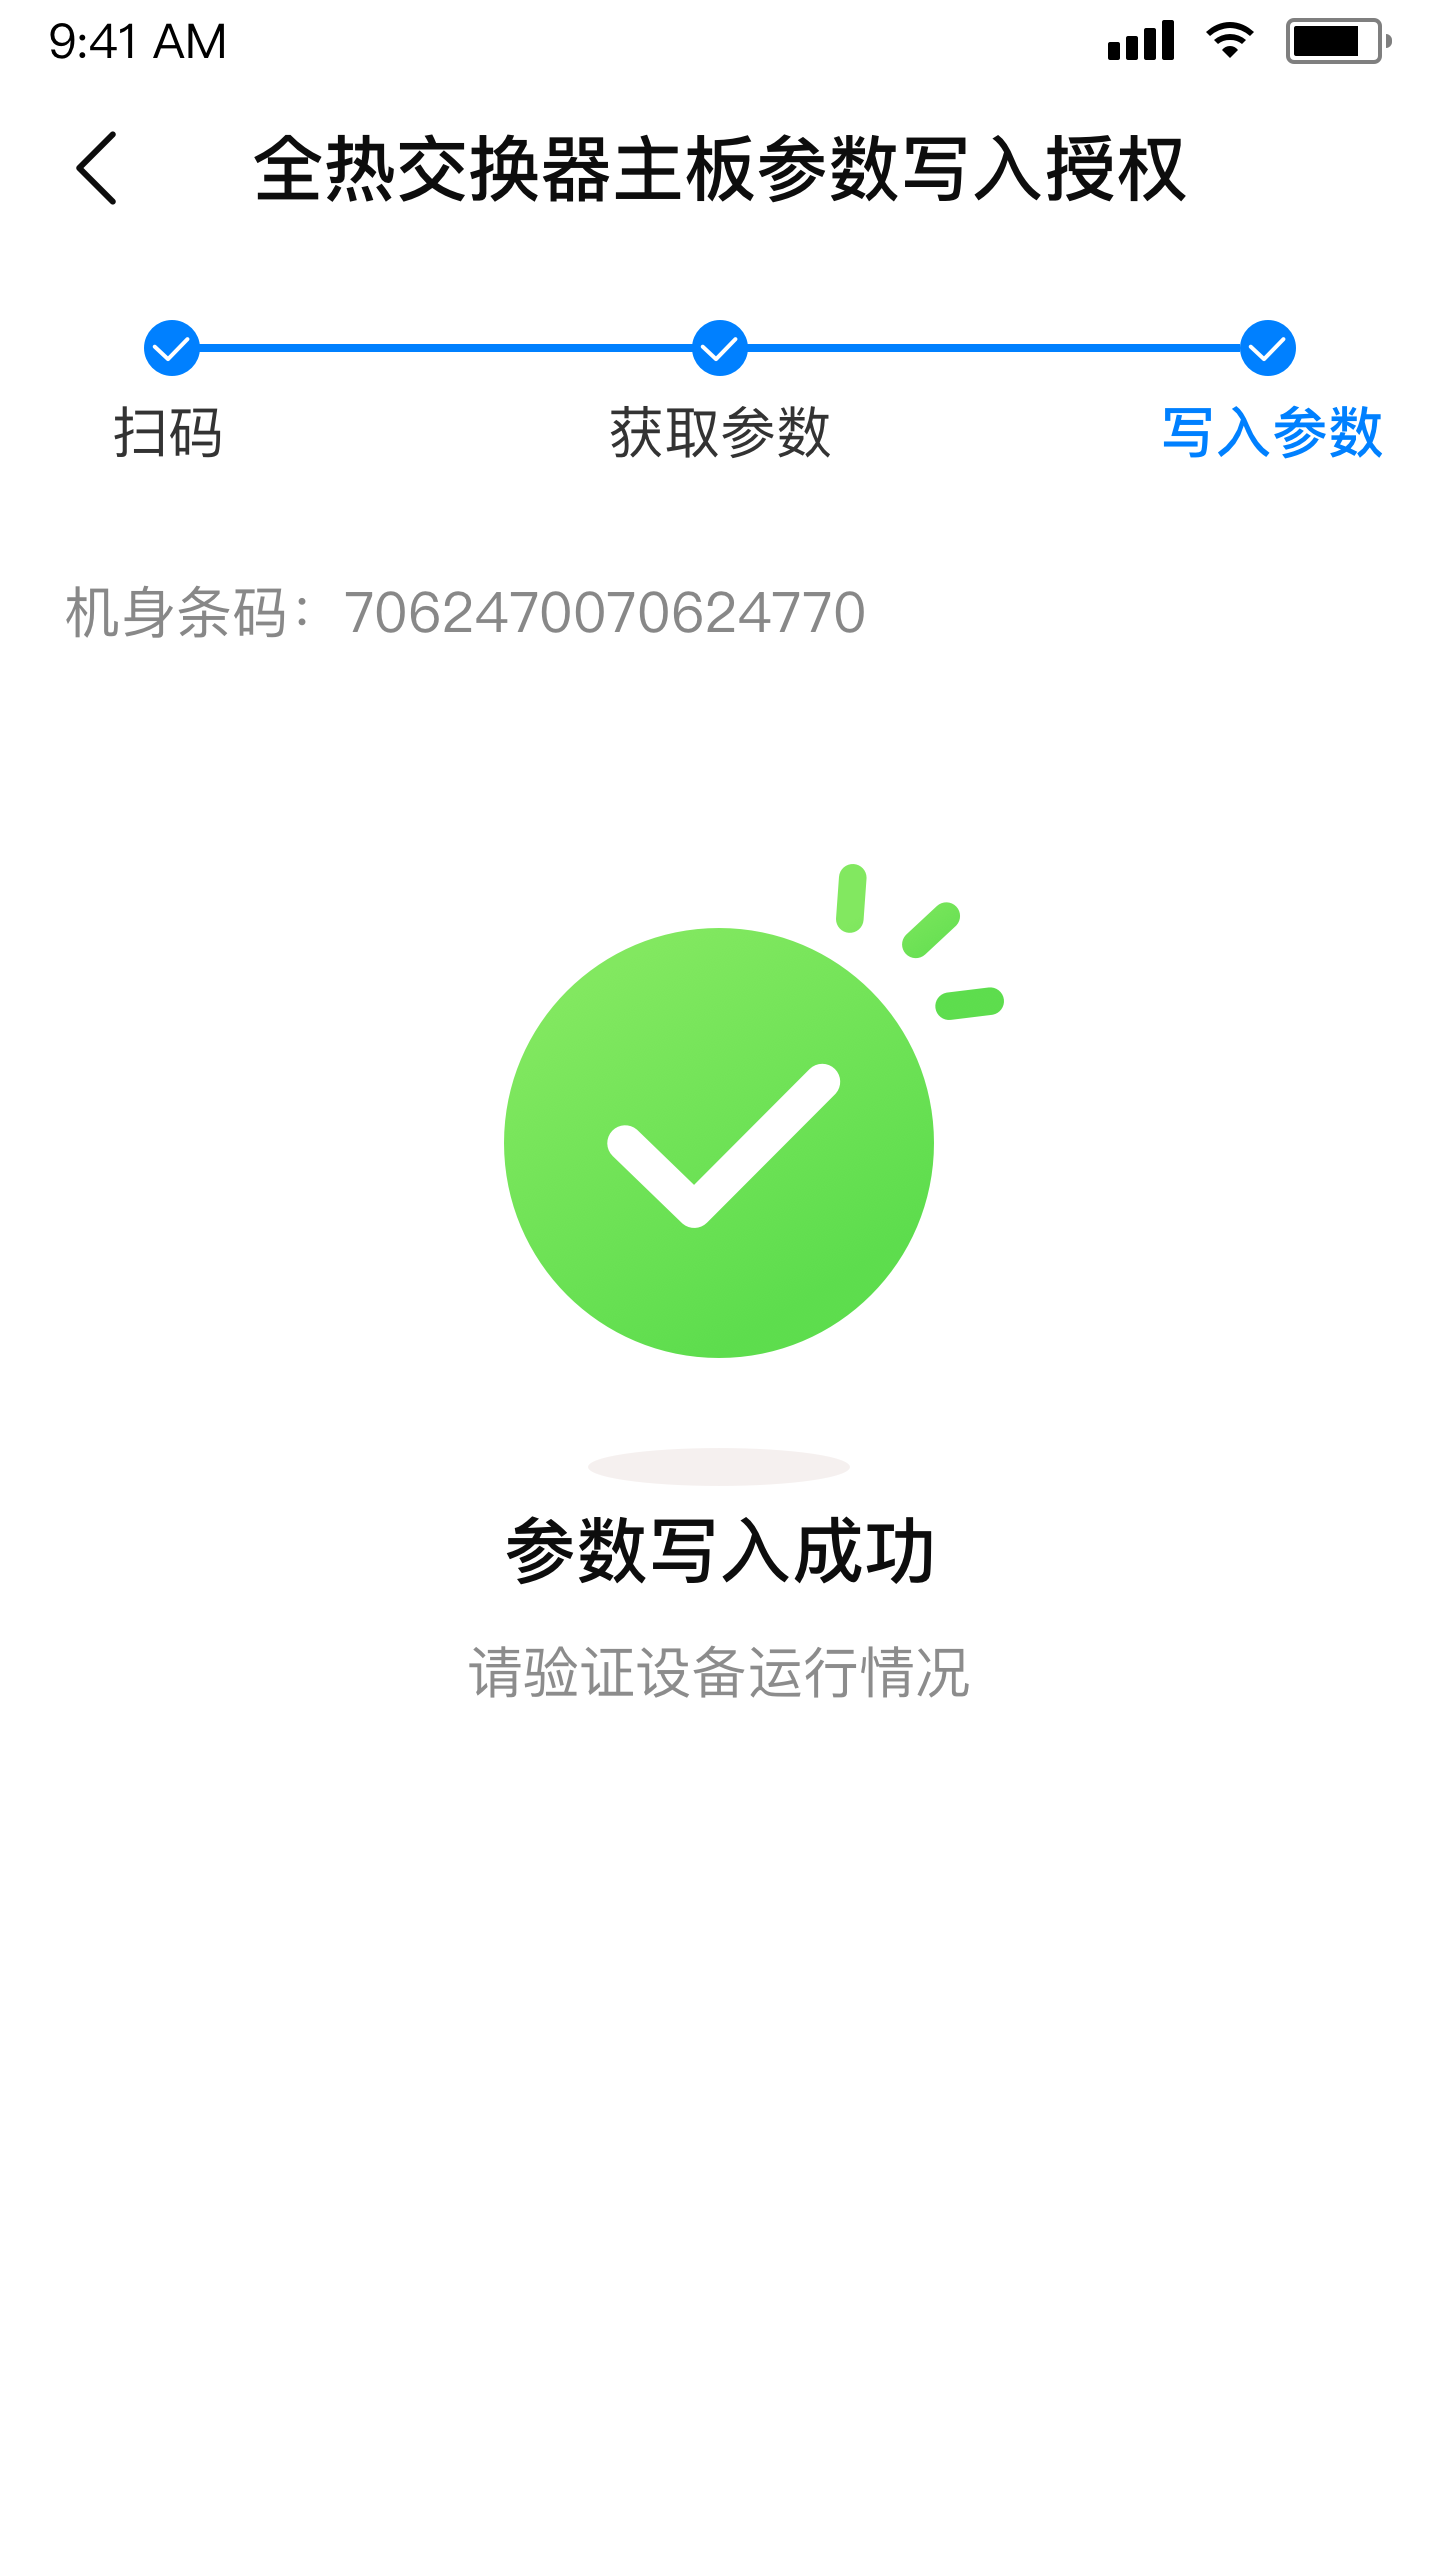 9:41 AM
全热交换器主板参数写入授权
扫码 获取参数 写入参数
机身条码：7062470070624770
参数写入成功
请验证设备运行情况